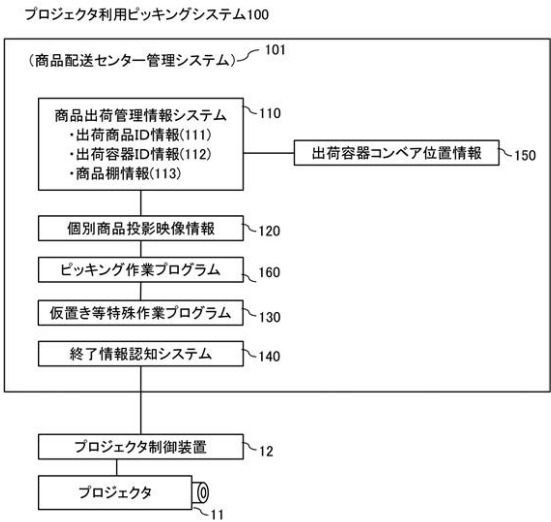 プロジェクタ利用ピッキングシステム100
(商品配送センター管理システム) 101
商品出荷管理情報システム 110
・出荷商品ID情報(111)
・出荷容器ID情報(112)
・商品棚情報(113)
出荷容器コンベア位置情報 150
個別商品投影映像情報 120
ピッキング作業プログラム 160
仮置き等特殊作業プログラム 130
終了情報認知システム 140
プロジェクタ制御装置 12
プロジェクタ 11